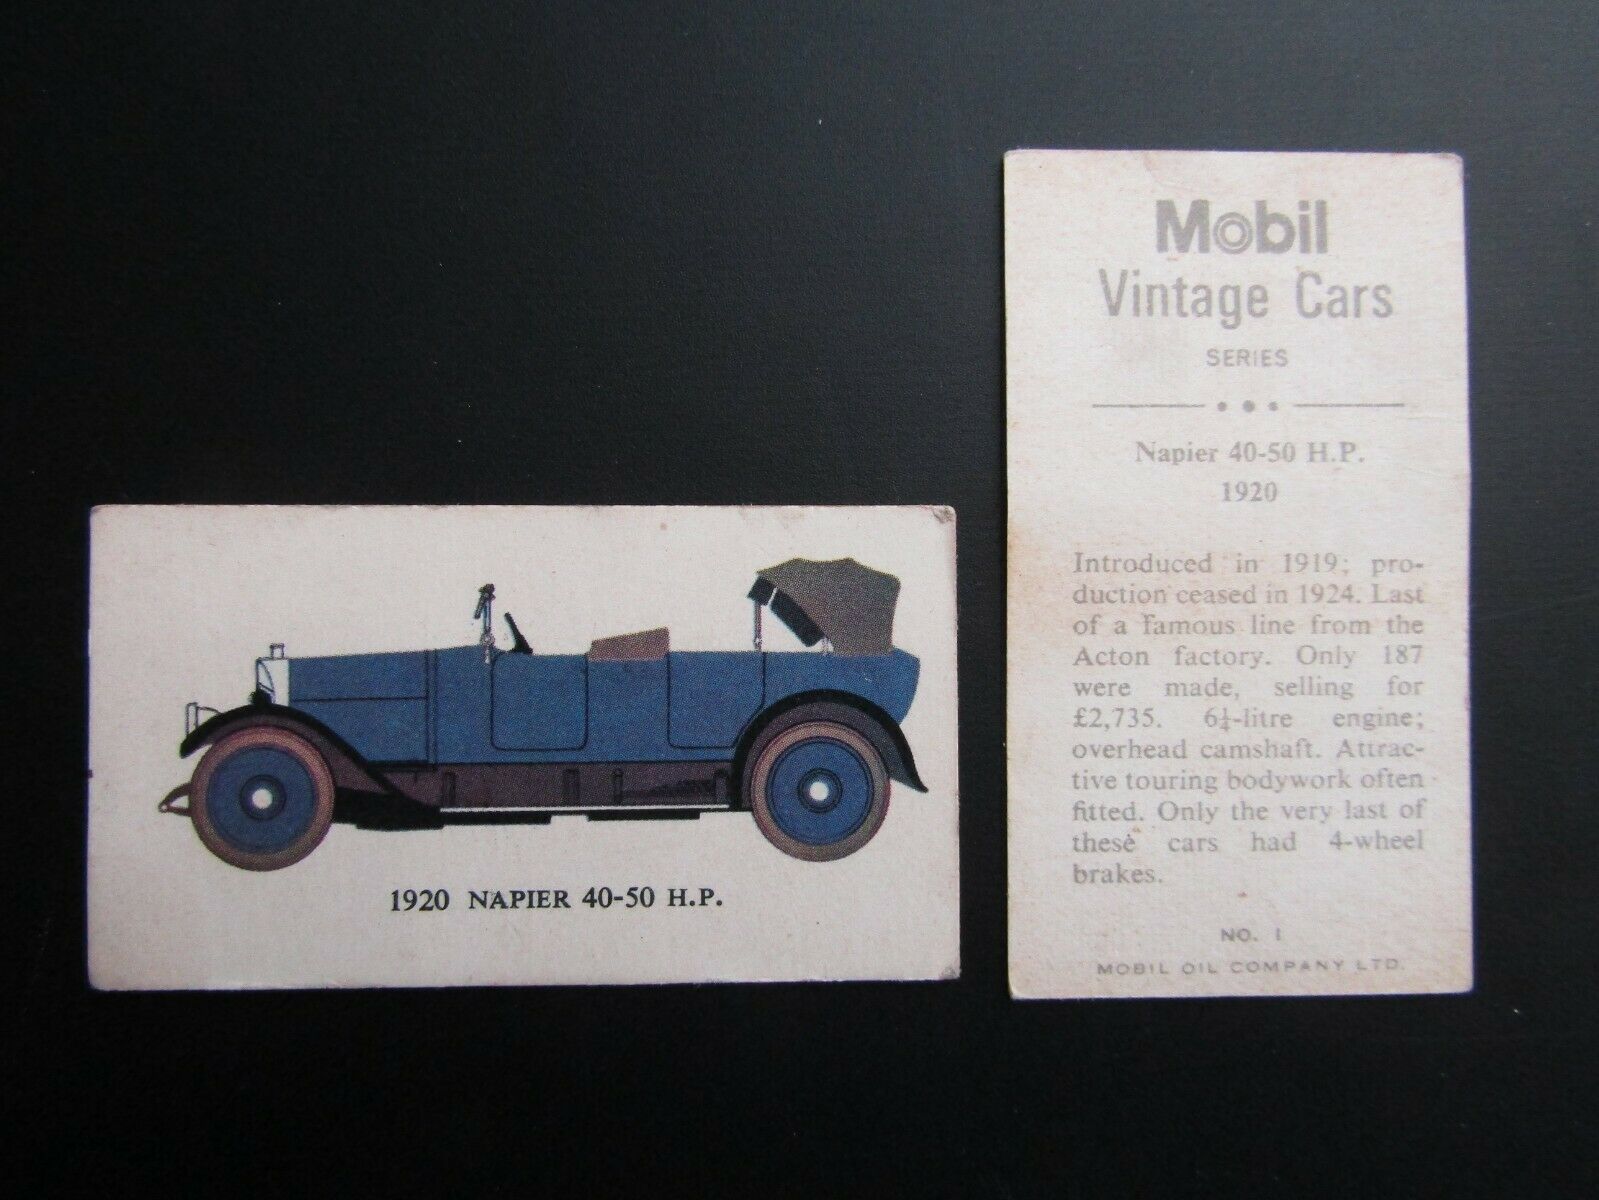 1920 NAPIER 40-50 H.P.
Mobil
Vintage Cars
SERIES
Napier 40-50 H.P.
1920
Introduced in 1919; pro-
duction ceased in 1924. Last
of a famous line from the
Acton factory. Only 187
were made, selling for
£2,735. 6¼-litre engine;
overhead camshaft. Attrac-
tive touring bodywork often
fitted. Only the very last of
these cars had 4-wheel
brakes.
NO. 1
MOBIL OIL COMPANY LTD.